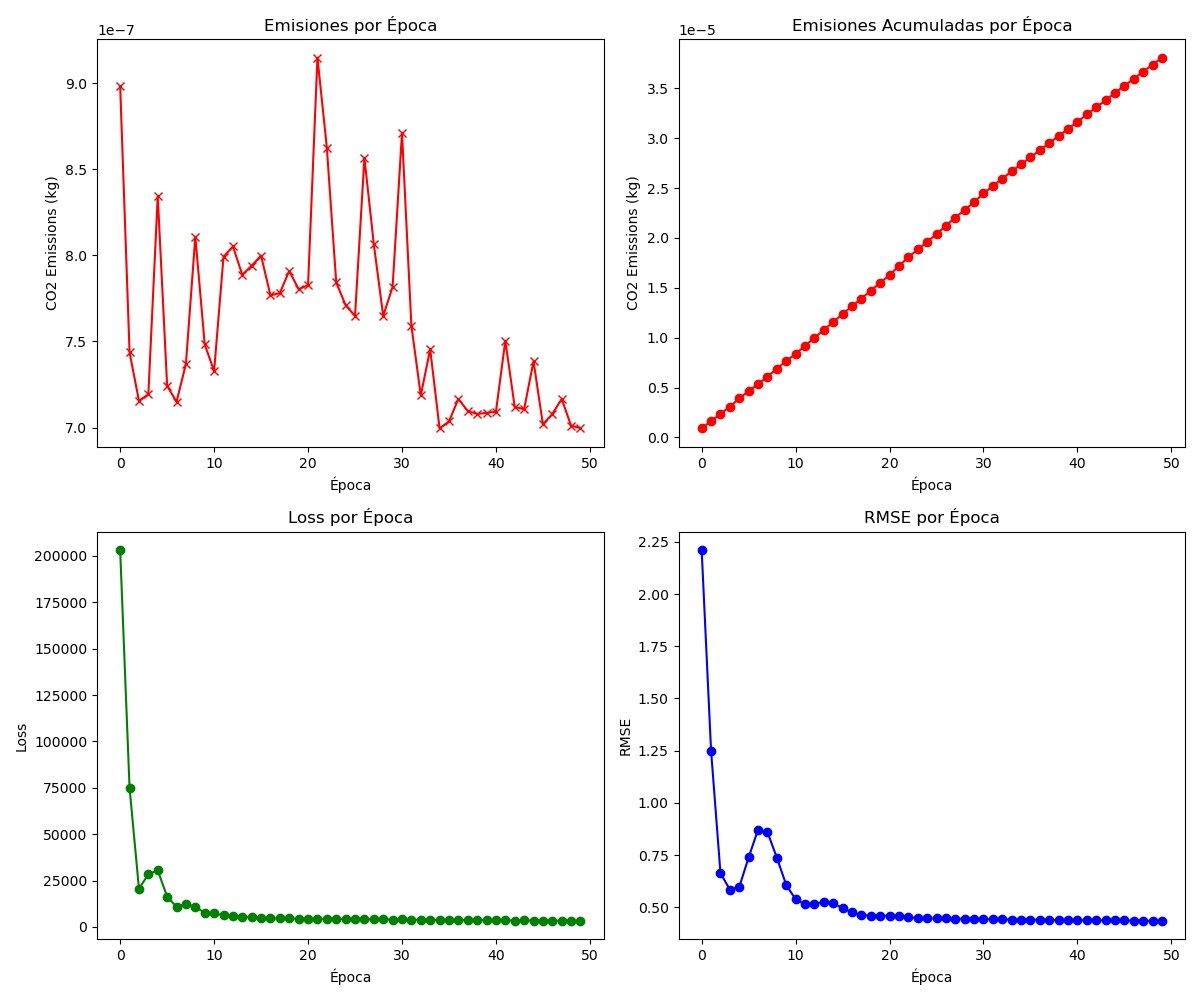 Emisiones por Época
1e−7
CO2 Emissions (kg)
9.0
8.5
8.0
7.5
7.0
0 10 20 30 40 50
Época
Emisiones Acumuladas por Época
1e−5
CO2 Emissions (kg)
3.5
3.0
2.5
2.0
1.5
1.0
0.5
0.0
0 10 20 30 40 50
Época
Loss por Época
Loss
200000
175000
150000
125000
100000
75000
50000
25000
0
0 10 20 30 40 50
Época
RMSE por Época
RMSE
2.25
2.00
1.75
1.50
1.25
1.00
0.75
0.50
0 10 20 30 40 50
Época